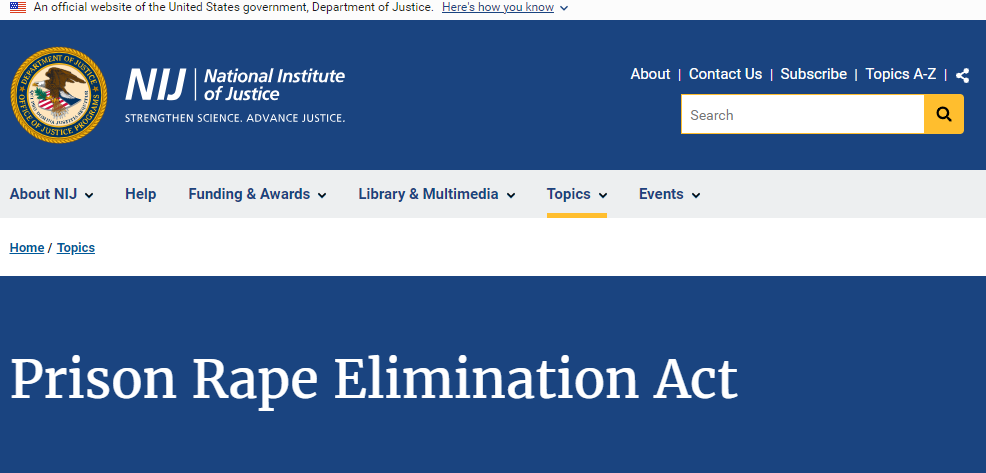 An official website of the United States government, Department of Justice. Here's how you know
About | Contact Us | Subscribe | Topics A-Z |
DEPARTMENT OF JUSTICE
OFFICE OF JUSTICE PROGRAMS
NIJ | National Institute
of Justice
STRENGTHEN SCIENCE. ADVANCE JUSTICE.
Search
About NIJ Help Funding & Awards Library & Multimedia Topics Events
Home / Topics
Prison Rape Elimination Act